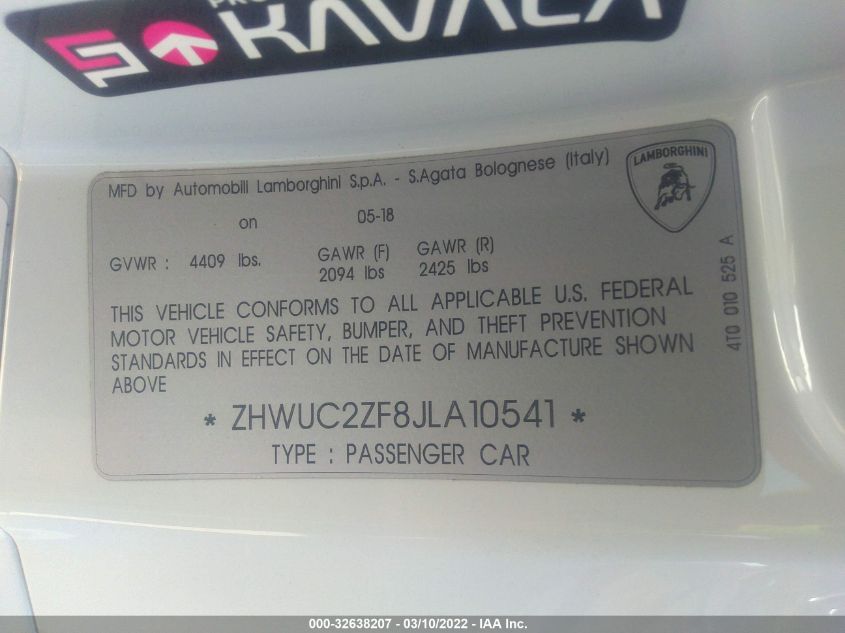 KAVALA
MFD by Automobili Lamborghini S.p.A. - S.Agata Bolognese (Italy)
LAMBORGHINI
on 05-18
GVWR : 4409 lbs. GAWR (F) GAWR (R)
2094 lbs 2425 lbs
THIS VEHICLE CONFORMS TO ALL APPLICABLE U.S. FEDERAL
MOTOR VEHICLE SAFETY, BUMPER, AND THEFT PREVENTION
STANDARDS IN EFFECT ON THE DATE OF MANUFACTURE SHOWN
ABOVE
* ZHWUC2ZF8JLA10541 *
TYPE : PASSENGER CAR
4T0 010 525 A
000-32638207 - 03/10/2022 - IAA Inc.